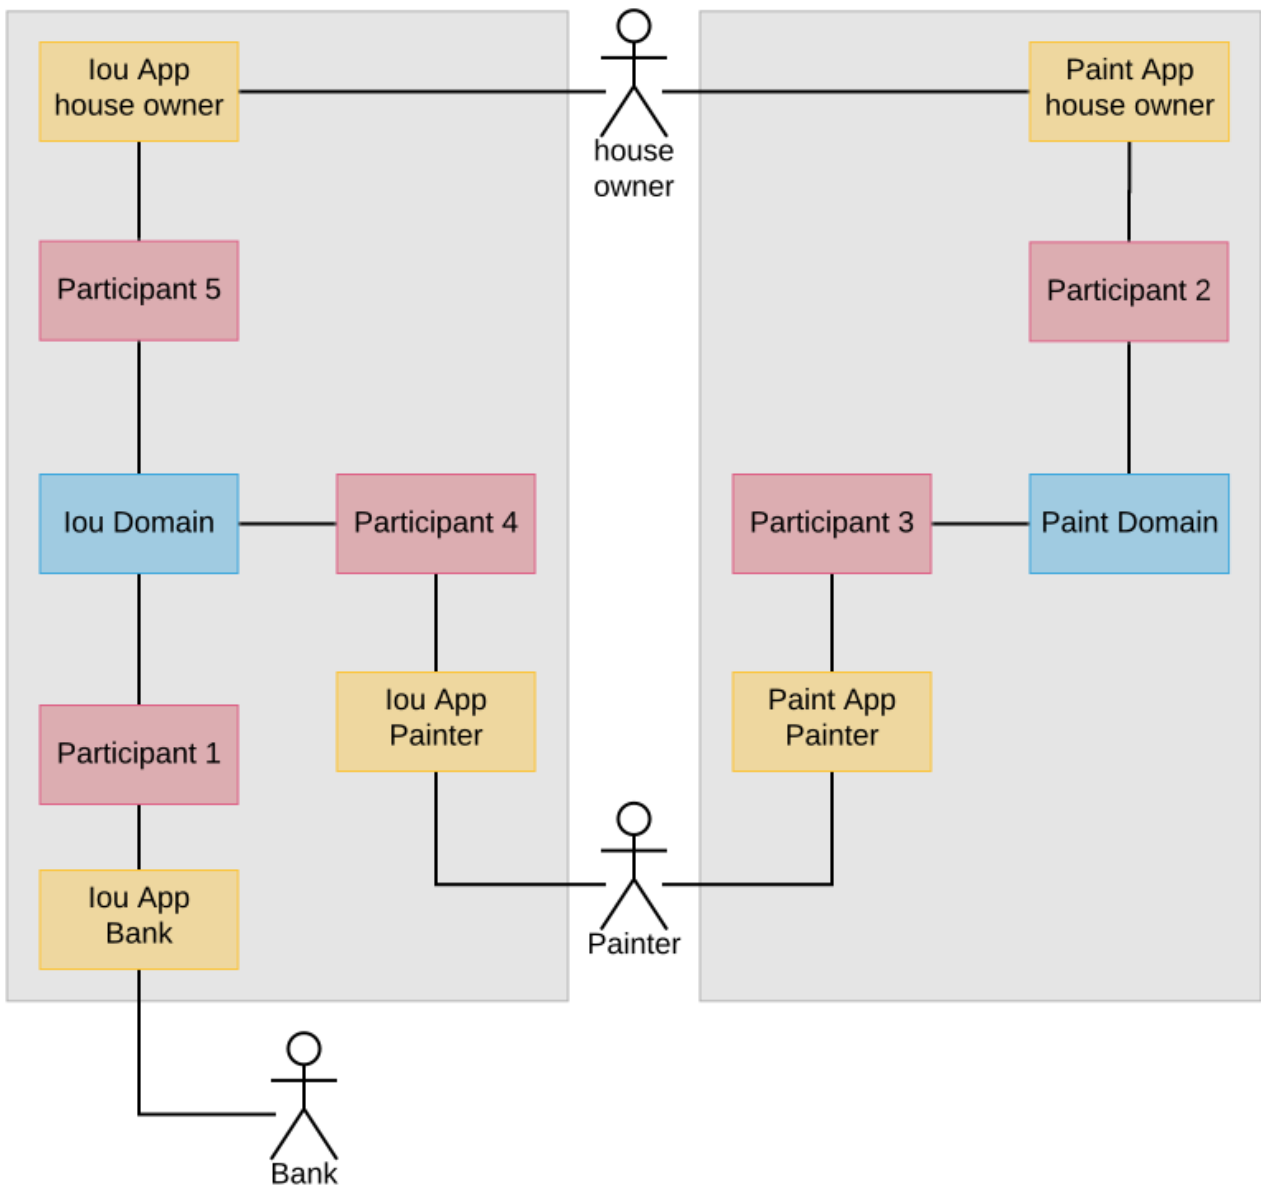 Iou App
house owner
house
owner
Paint App
house owner
Participant 5
Participant 2
Iou Domain
Participant 4
Participant 3
Paint Domain
Iou App
Painter
Paint App
Painter
Participant 1
Iou App
Bank
Painter
Bank